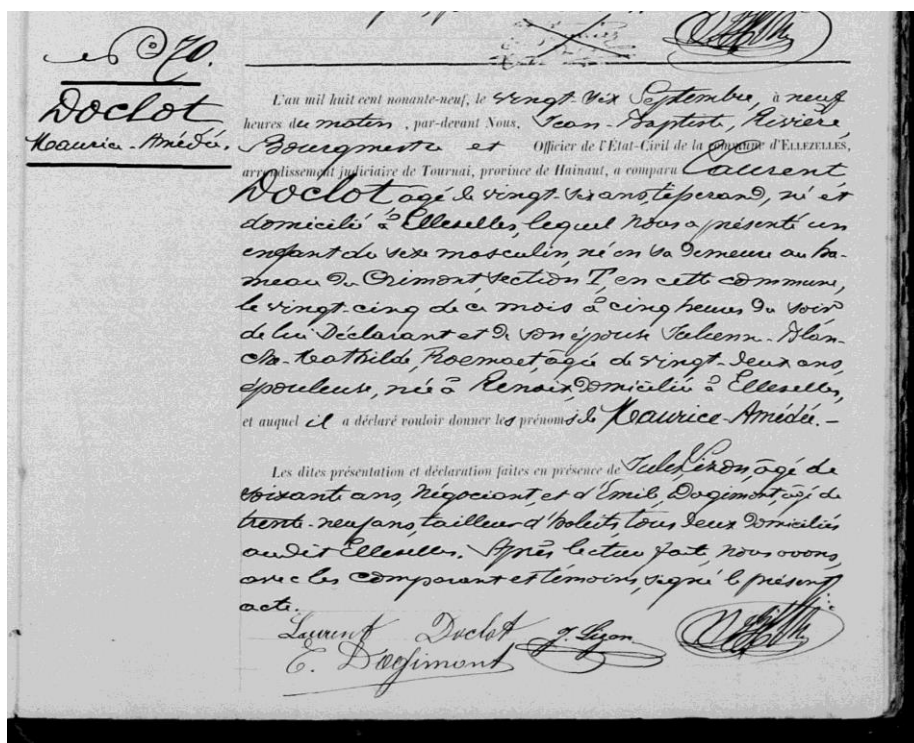 N° 70.
Doclot
Maurice-Amédée.
L'an mil huit cent nonante-neuf, le vingt-six Septembre, à neuf
heures du matin, par-devant Nous, Jean-Baptiste, Rivière,
Bourgmestre et Officier de l'État-Civil de la commune d'ELLEZELLES,
arrondissement judiciaire de Tournai, province de Hainaut, a comparu Laurent
Doclot âgé de vingt-six ans, né et
domicilié à Ellezelles, lequel Nous a présenté un
enfant du sexe masculin, né en sa demeure au ha-
meau du Crimont, section I, en cette commune,
le vingt-cinq de ce mois à cinq heures du soir
de lui Déclarant et de son épouse Julienne-Blan-
che-Mathilde, Roemaet, âgée de vingt-deux ans,
épouleuse, née à Renaix, domiciliée à Ellezelles,
et auquel il a déclaré vouloir donner les prénoms de Maurice-Amédée.-
Les dites présentation et déclaration faites en présence de Jules Lizon, âgé de
soixante ans, Négociant, et d'Emile Dagimont, âgé de
trente-neuf ans, tailleur d'habits, tous deux domiciliés
audit Ellezelles. Après lecture faite, Nous avons,
avec les comparant et témoins, signé le présent
acte.
Laurent Doclot J. Lizon
E. Dagimont